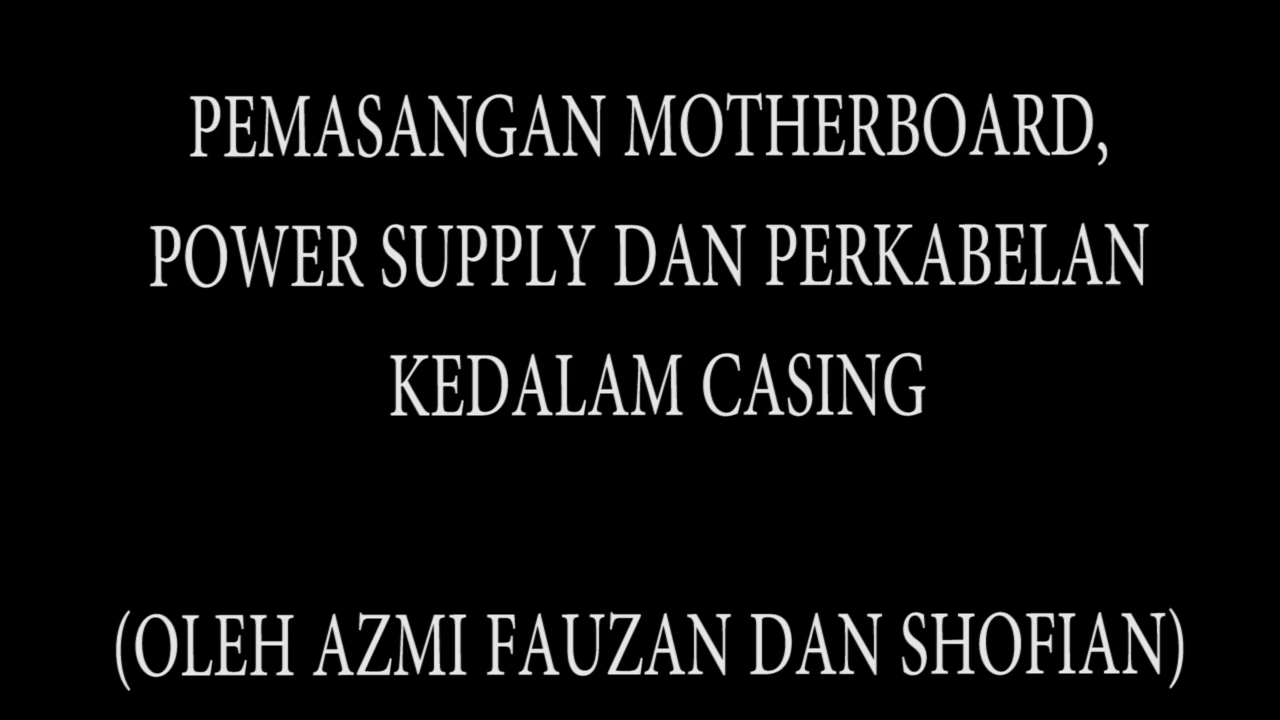 PEMASANGAN MOTHERBOARD,
POWER SUPPLY DAN PERKABELAN
KEDALAM CASING
(OLEH AZMI FAUZAN DAN SHOFIAN)